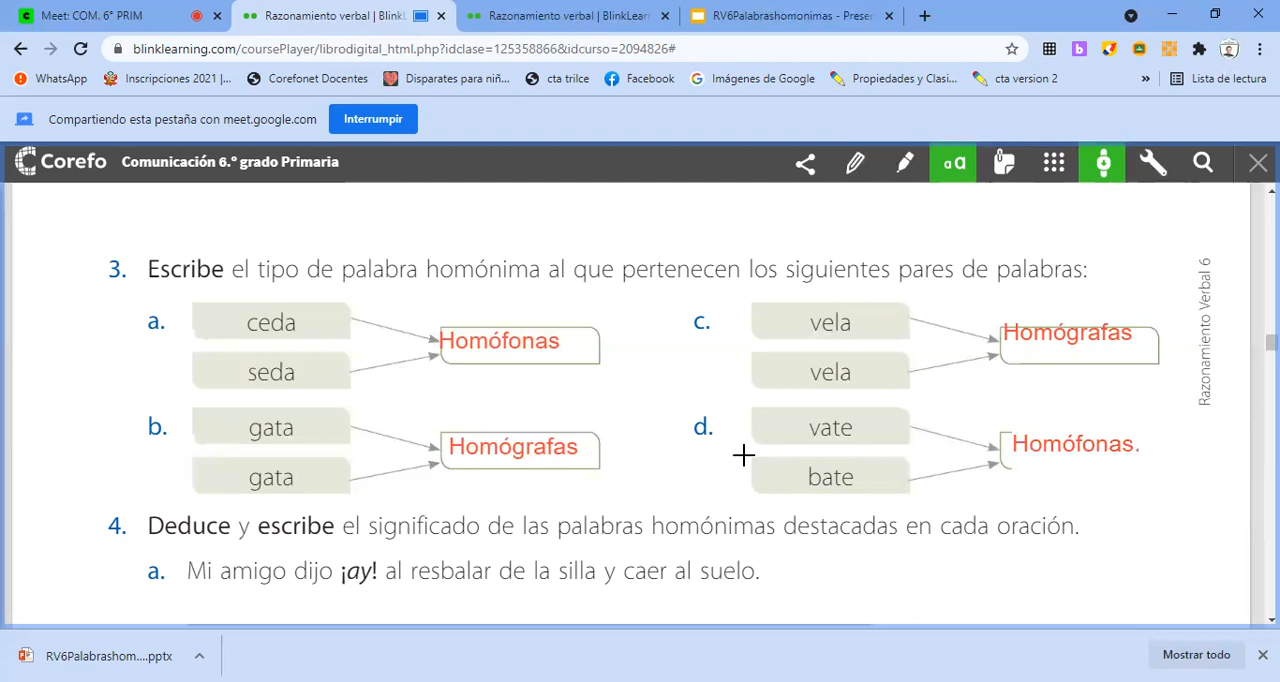 Meet: COM. 6° PRIM
Razonamiento verbal | BlinkL
Razonamiento verbal | BlinkLear
RV6Palabrashomonimas - Prese
blinklearning.com/coursePlayer/librodigital_html.php?idclase=125358866&idcurso=2094826#
WhatsApp
Inscripciones 2021 |...
Corefonet Docentes
Disparates para niñ...
cta trilce
Facebook
Imágenes de Google
Propiedades y Clasi...
cta version 2
»
Lista de lectura
Compartiendo esta pestaña con meet.google.com
Interrumpir
Corefo
Comunicación 6.º grado Primaria
aa
3. Escribe el tipo de palabra homónima al que pertenecen los siguientes pares de palabras:
a. ceda
seda
Homófonas
b. gata
gata
Homógrafas
c. vela
vela
Homógrafas
d. vate
bate
Homófonas.
Razonamiento Verbal 6
4. Deduce y escribe el significado de las palabras homónimas destacadas en cada oración.
a. Mi amigo dijo ¡ay! al resbalar de la silla y caer al suelo.
RV6Palabrashom....pptx
Mostrar todo